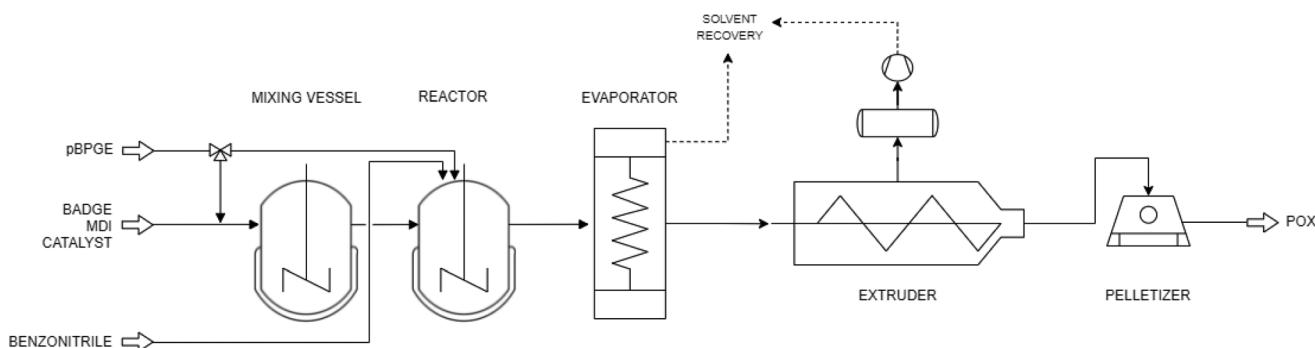 SOLVENT
RECOVERY
MIXING VESSEL
REACTOR
EVAPORATOR
pBPGE
BADGE
MDI
CATALYST
POX
EXTRUDER
PELLETIZER
BENZONITRILE